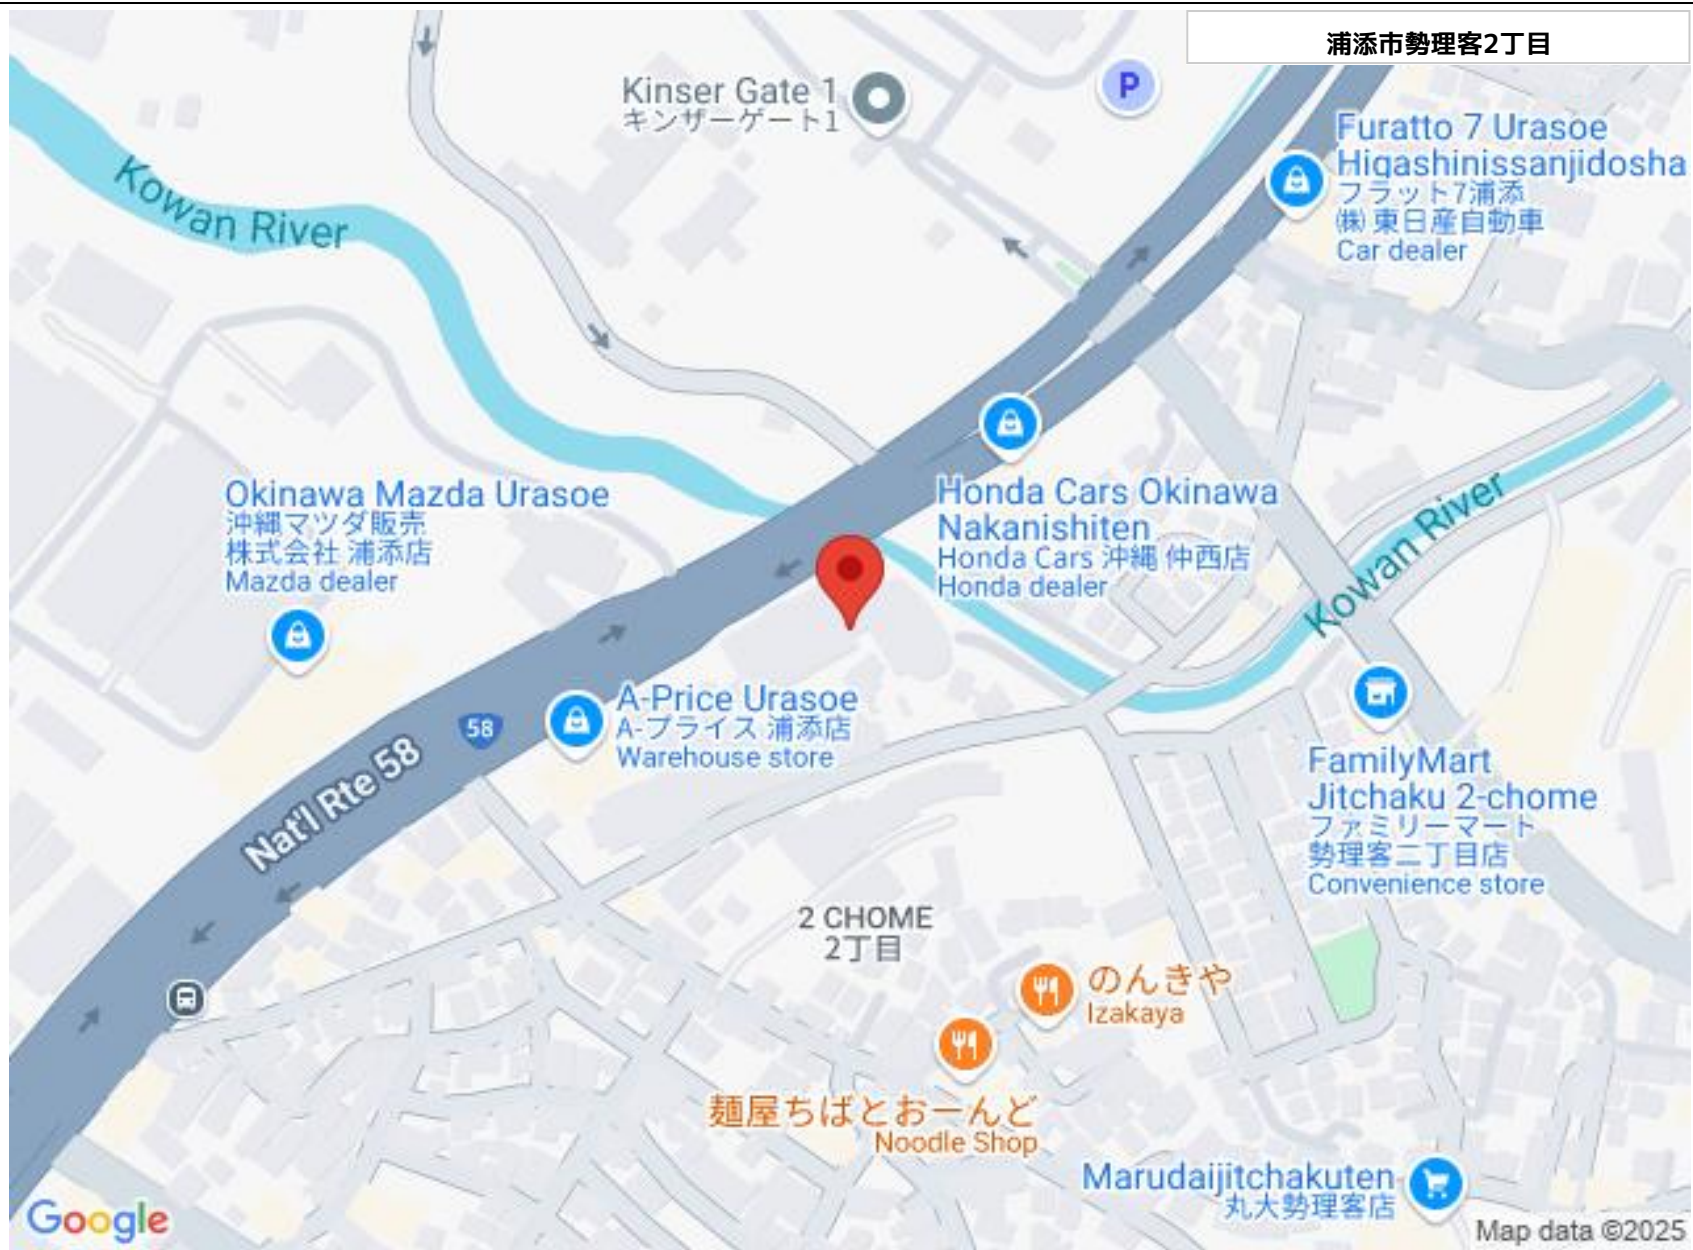 浦添市勢理客2丁目
Kinser Gate 1
キンザーゲート1
P
Furatto 7 Urasoe
Higashinissanjidosha
フラット7浦添
㈱ 東日産自動車
Car dealer
Kowan River
Okinawa Mazda Urasoe
沖縄マツダ販売
株式会社 浦添店
Mazda dealer
Honda Cars Okinawa
Nakanishiten
Honda Cars 沖縄 仲西店
Honda dealer
Kowan River
A-Price Urasoe
A-プライス 浦添店
Warehouse store
58
Nat'l Rte 58
FamilyMart
Jitchaku 2-chome
ファミリーマート
勢理客二丁目店
Convenience store
2 CHOME
2丁目
のんきや
Izakaya
麺屋ちばとおーんど
Noodle Shop
Marudaijitchakuten
丸大勢理客店
Google
Map data ©2025